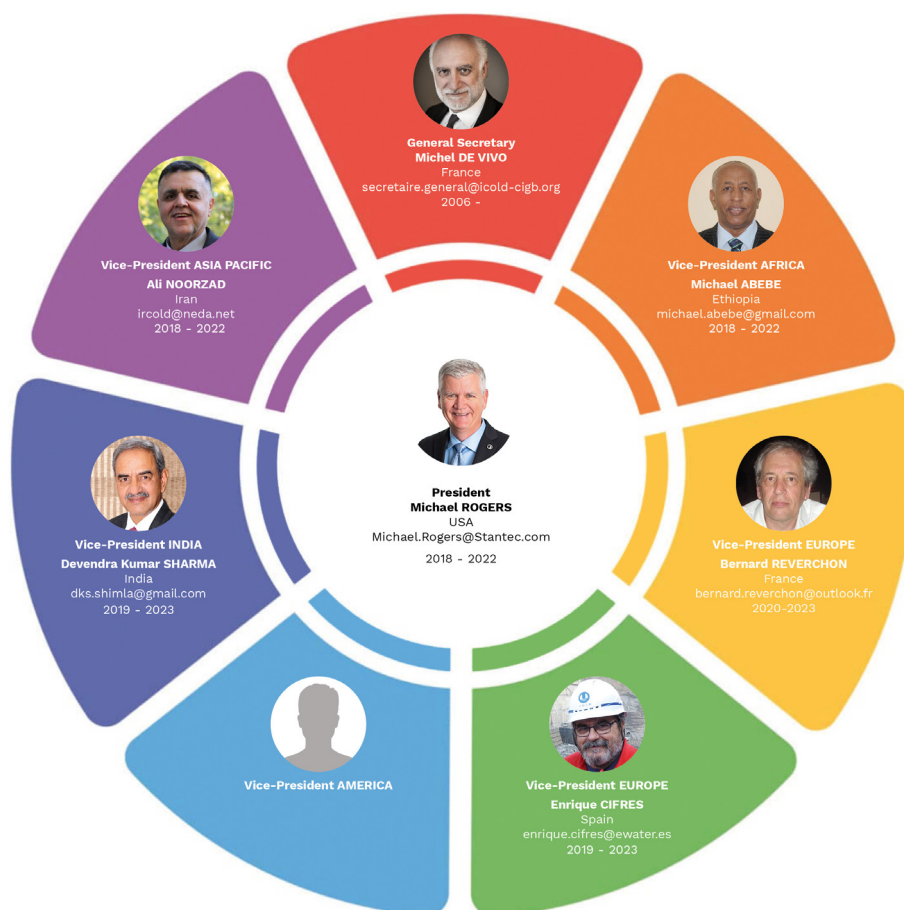 General Secretary
Michel DE VIVO
France
secretaire.general@icold-cigb.org
2006 -
Vice-President ASIA PACIFIC
Ali NOORZAD
Iran
ircold@neda.net
2018 - 2022
Vice-President AFRICA
Michael ABEBE
Ethiopia
michael.abebe@gmail.com
2018 - 2022
President
Michael ROGERS
USA
Michael.Rogers@Stantec.com
2018 - 2022
Vice-President INDIA
Devendra Kumar SHARMA
India
dks.shimla@gmail.com
2019 - 2023
Vice-President EUROPE
Bernard REVERCHON
France
bernard.reverchon@outlook.fr
2020-2023
Vice-President AMERICA
Vice-President EUROPE
Enrique CIFRES
Spain
enrique.cifres@ewater.es
2019 - 2023